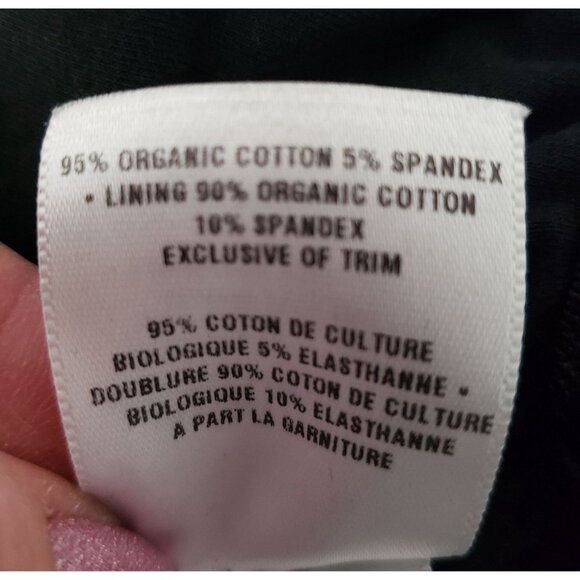 95% ORGANIC COTTON 5% SPANDEX
• LINING 90% ORGANIC COTTON
10% SPANDEX
EXCLUSIVE OF TRIM
95% COTON DE CULTURE
BIOLOGIQUE 5% ELASTHANNE •
DOUBLURE 90% COTON DE CULTURE
BIOLOGIQUE 10% ELASTHANNE
A PART LA GARNITURE